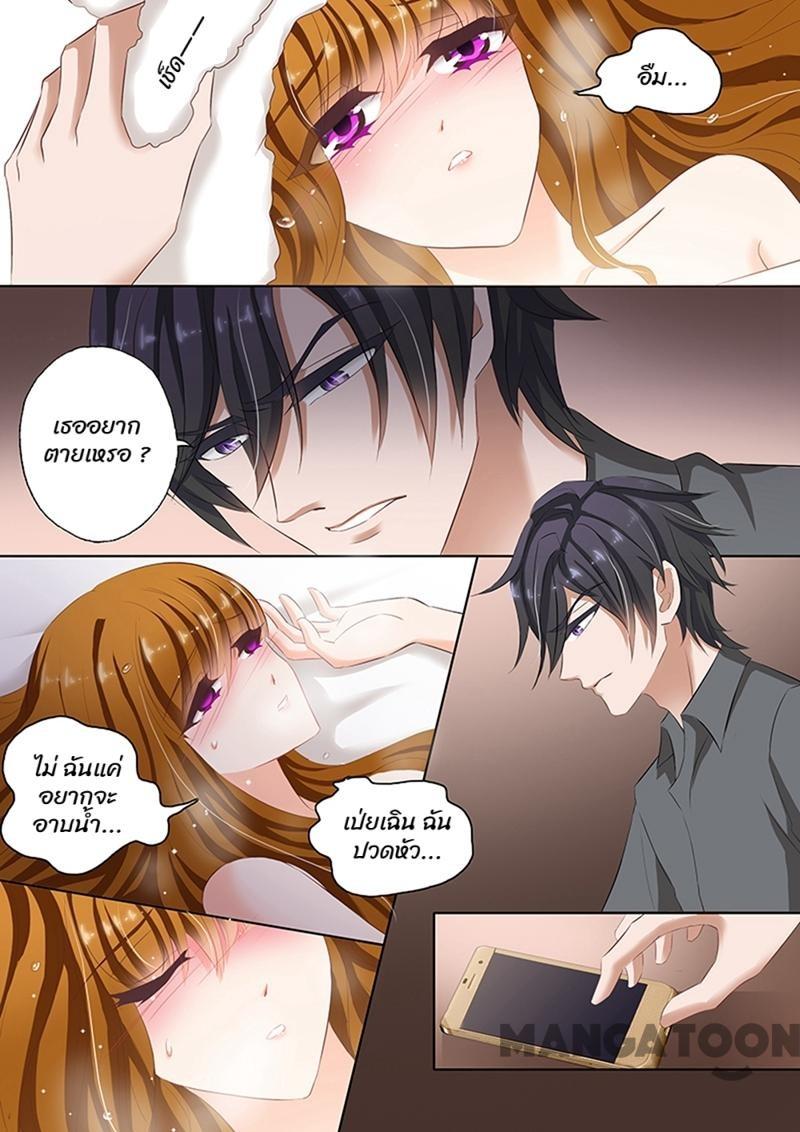 เช็ด——
อืม...
เธออยาก
ตายเหรอ ?
ไม่ ฉันแค่
อยากจะ
อาบน้ำ...
เป่ยเฉิน ฉัน
ปวดหัว...
MANGATOON